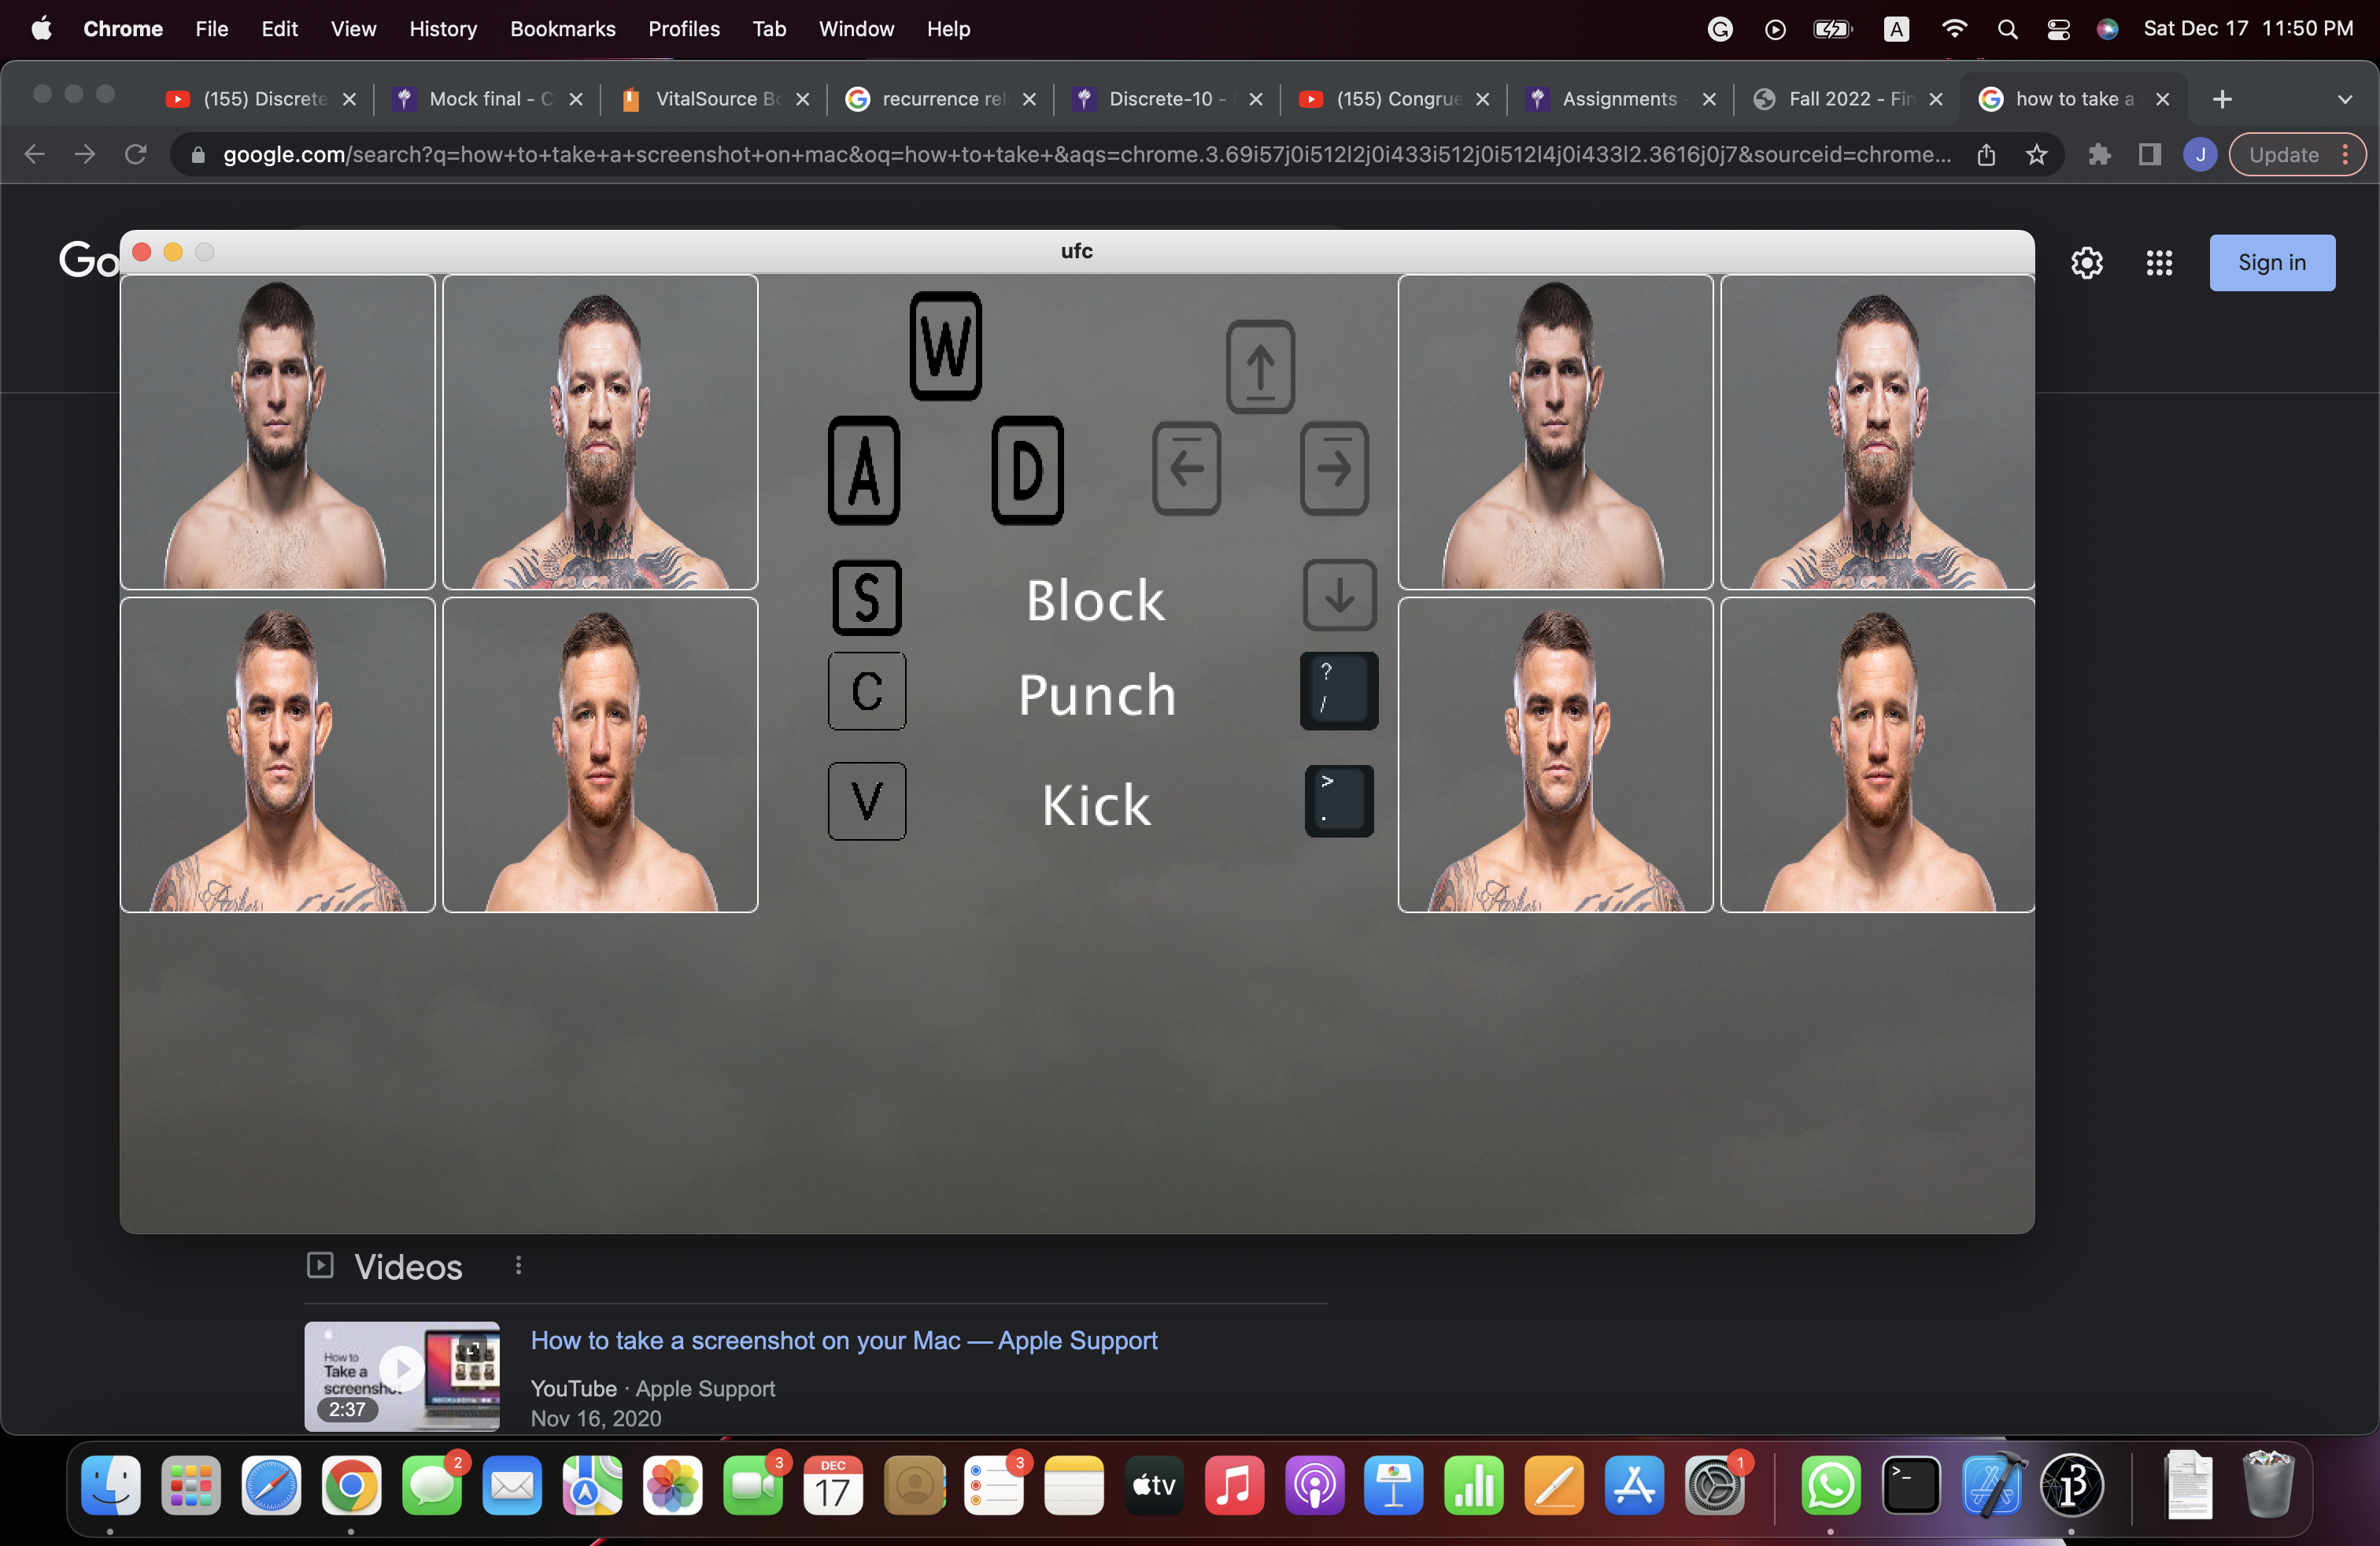 Chrome File Edit View History Bookmarks Profiles Tab Window Help A Sat Dec 17 11:50 PM
(155) Discrete Mock final - C VitalSource Bo recurrence rel Discrete-10 - (155) Congrue Assignments - Fall 2022 - Fin how to take a
google.com/search?q=how+to+take+a+screenshot+on+mac&oq=how+to+take+&aqs=chrome.3.69i57j0i512l2j0i433i512j0i512l4j0i433l2.3616j0j7&sourceid=chrome... J Update
Go
ufc
Sign in
W
A D
S Block
C Punch ? /
V Kick > .
Videos
How to take a screenshot on your Mac — Apple Support
How to
Take a
screenshot
2:37
YouTube · Apple Support
Nov 16, 2020
2 3 DEC 17 3 tv 1 >_